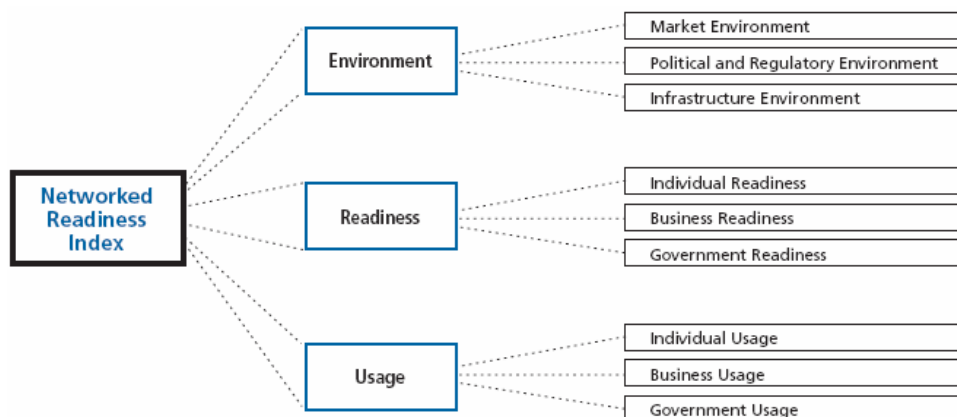 Networked
Readiness
Index
Environment
Market Environment
Political and Regulatory Environment
Infrastructure Environment
Readiness
Individual Readiness
Business Readiness
Government Readiness
Usage
Individual Usage
Business Usage
Government Usage